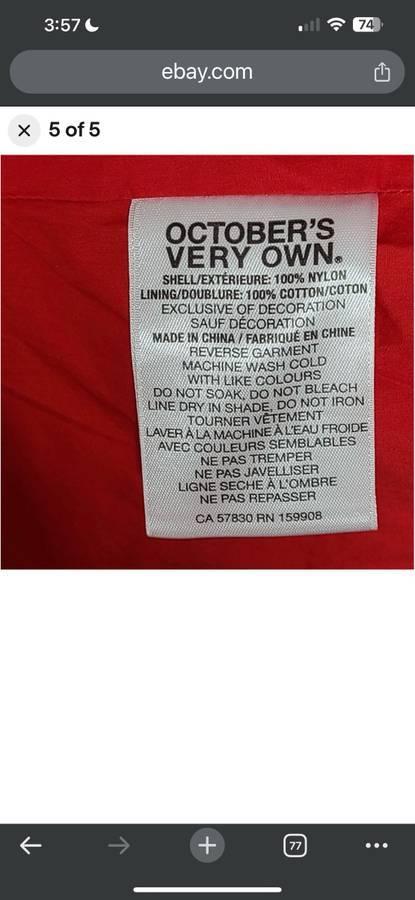 3:57
74
ebay.com
5 of 5
OCTOBER'S
VERY OWN®
SHELL/EXTÉRIEURE: 100% NYLON
LINING/DOUBLURE: 100% COTTON/COTON
EXCLUSIVE OF DECORATION
SAUF DÉCORATION
MADE IN CHINA / FABRIQUÉ EN CHINE
REVERSE GARMENT
MACHINE WASH COLD
WITH LIKE COLOURS
DO NOT SOAK, DO NOT BLEACH
LINE DRY IN SHADE, DO NOT IRON
TOURNER VÊTEMENT
LAVER À LA MACHINE À L'EAU FROIDE
AVEC COULEURS SEMBLABLES
NE PAS TREMPER
NE PAS JAVELLISER
LIGNE SECHE À L'OMBRE
NE PAS REPASSER
CA 57830 RN 159908
77